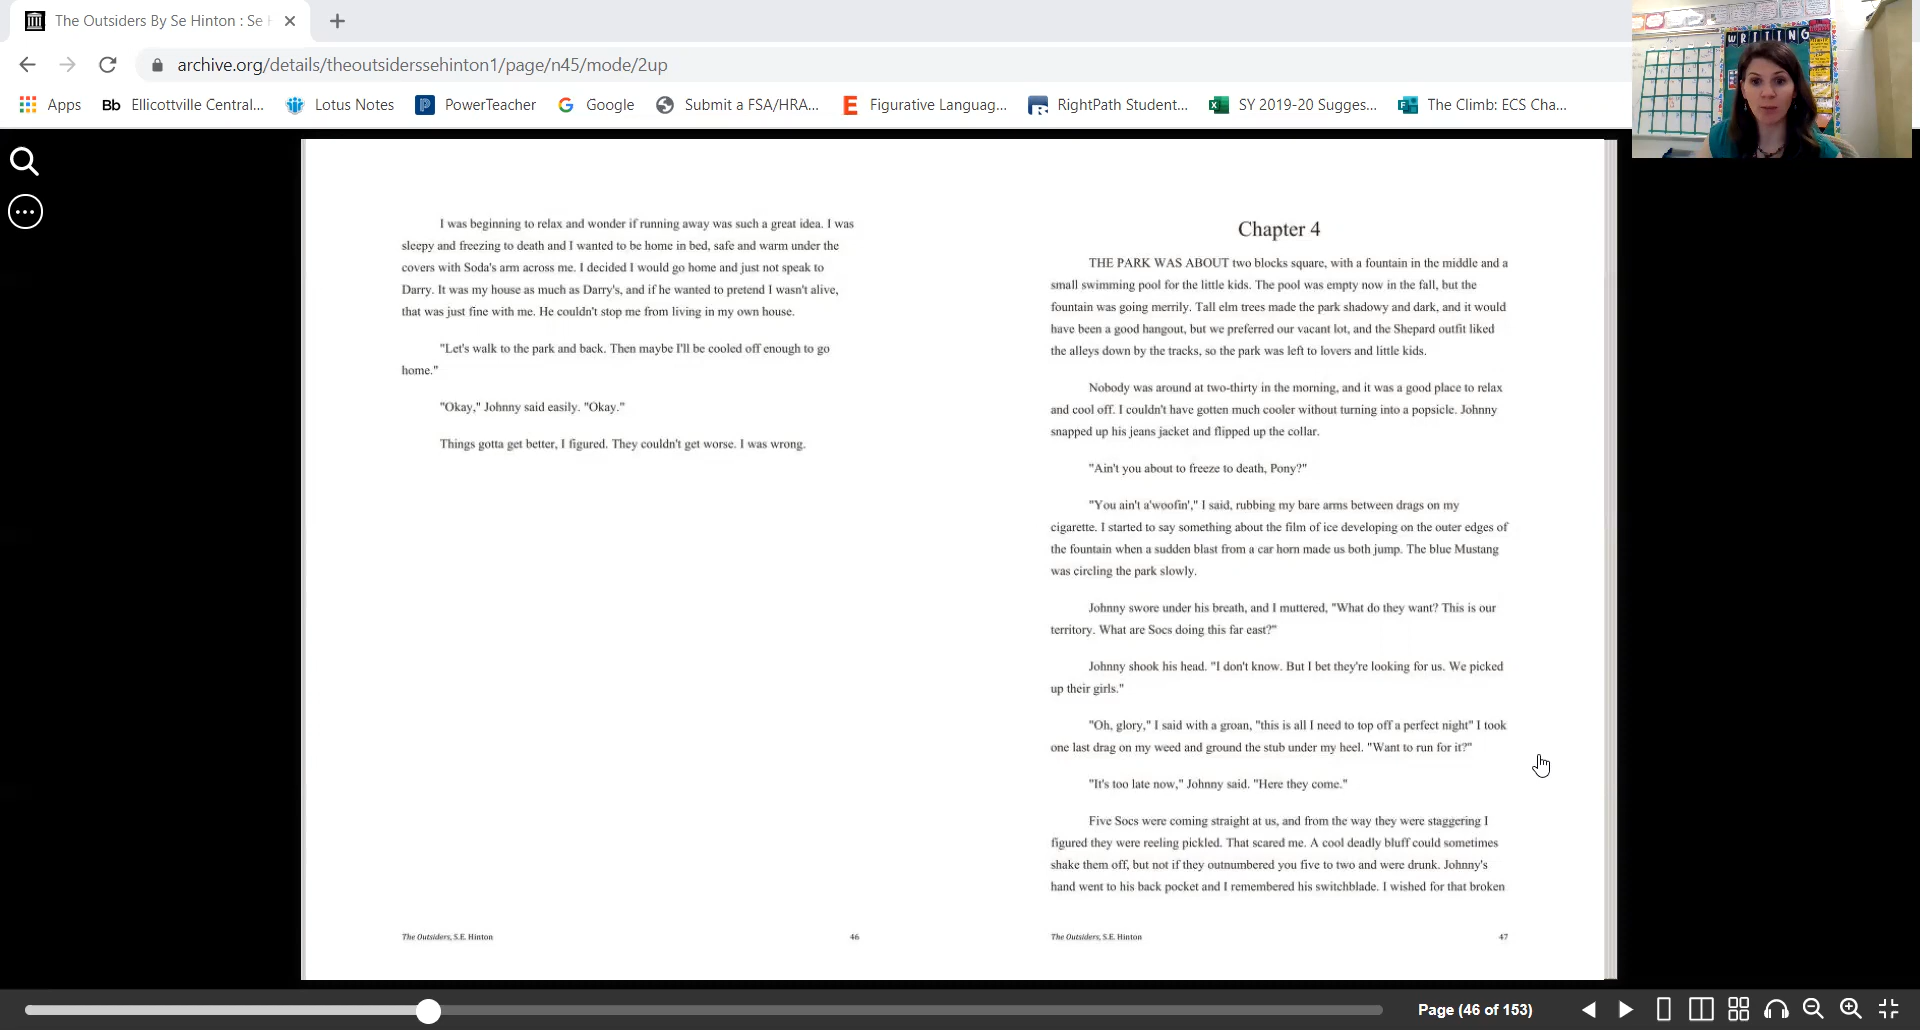 The Outsiders By Se Hinton : Se H
archive.org/details/theoutsiderssehinton1/page/n45/mode/2up
Apps
Bb Ellicottville Central...
Lotus Notes
P PowerTeacher
G Google
Submit a FSA/HRA...
E Figurative Languag...
RightPath Student...
SY 2019-20 Sugges...
The Climb: ECS Cha...
WRITING
I was beginning to relax and wonder if running away was such a great idea. I was
sleepy and freezing to death and I wanted to be home in bed, safe and warm under the
covers with Soda's arm across me. I decided I would go home and just not speak to
Darry. It was my house as much as Darry's, and if he wanted to pretend I wasn't alive,
that was just fine with me. He couldn't stop me from living in my own house.
"Let's walk to the park and back. Then maybe I'll be cooled off enough to go
home."
"Okay," Johnny said easily. "Okay."
Things gotta get better, I figured. They couldn't get worse. I was wrong.
The Outsiders, S.E. Hinton 46
Chapter 4
THE PARK WAS ABOUT two blocks square, with a fountain in the middle and a
small swimming pool for the little kids. The pool was empty now in the fall, but the
fountain was going merrily. Tall elm trees made the park shadowy and dark, and it would
have been a good hangout, but we preferred our vacant lot, and the Shepard outfit liked
the alleys down by the tracks, so the park was left to lovers and little kids.
Nobody was around at two-thirty in the morning, and it was a good place to relax
and cool off. I couldn't have gotten much cooler without turning into a popsicle. Johnny
snapped up his jeans jacket and flipped up the collar.
"Ain't you about to freeze to death, Pony?"
"You ain't a'woofin'," I said, rubbing my bare arms between drags on my
cigarette. I started to say something about the film of ice developing on the outer edges of
the fountain when a sudden blast from a car horn made us both jump. The blue Mustang
was circling the park slowly.
Johnny swore under his breath, and I muttered, "What do they want? This is our
territory. What are Socs doing this far east?"
Johnny shook his head. "I don't know. But I bet they're looking for us. We picked
up their girls."
"Oh, glory," I said with a groan, "this is all I need to top off a perfect night" I took
one last drag on my weed and ground the stub under my heel. "Want to run for it?"
"It's too late now," Johnny said. "Here they come."
Five Socs were coming straight at us, and from the way they were staggering I
figured they were reeling pickled. That scared me. A cool deadly bluff could sometimes
shake them off, but not if they outnumbered you five to two and were drunk. Johnny's
hand went to his back pocket and I remembered his switchblade. I wished for that broken
The Outsiders, S.E. Hinton 47
Page (46 of 153)